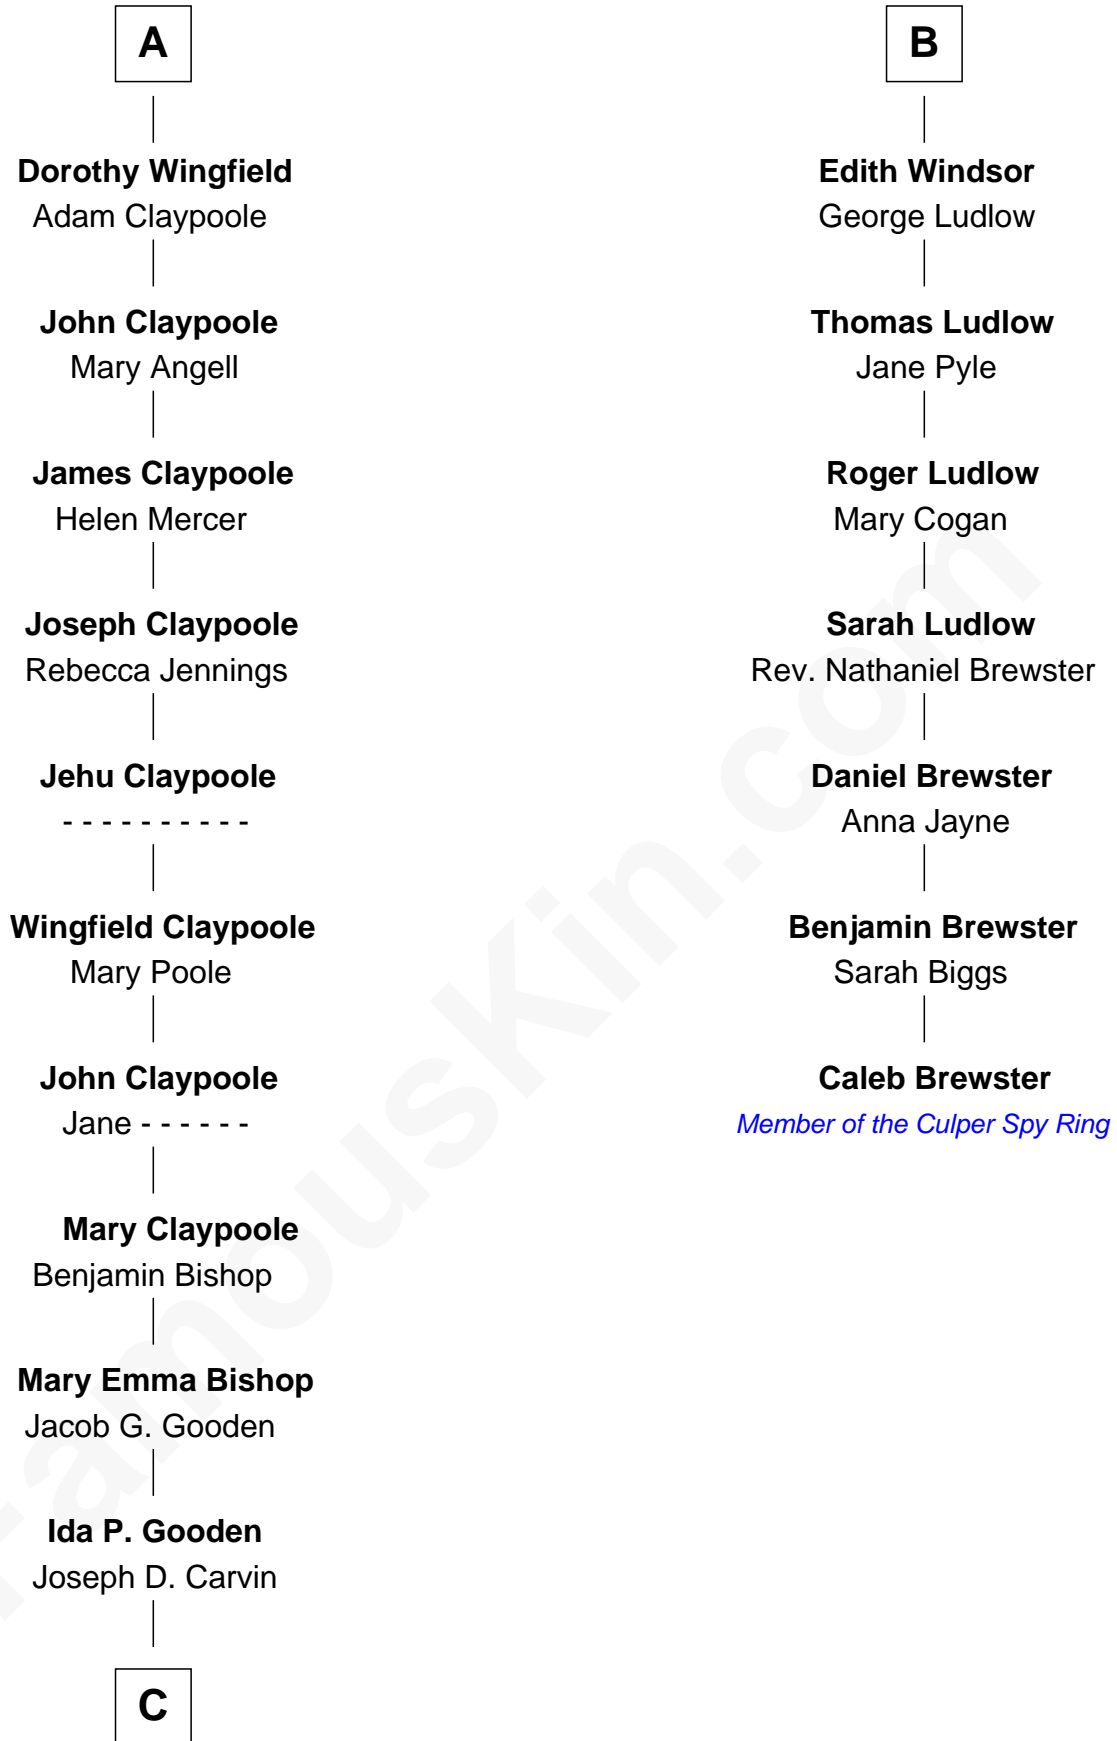 A
Dorothy Wingfield
Adam Claypoole
John Claypoole
Mary Angell
James Claypoole
Helen Mercer
Joseph Claypoole
Rebecca Jennings
Jehu Claypoole
- - - - - - - - - -
Wingfield Claypoole
Mary Poole
John Claypoole
Jane - - - - - -
Mary Claypoole
Benjamin Bishop
Mary Emma Bishop
Jacob G. Gooden
Ida P. Gooden
Joseph D. Carvin
C
B
Edith Windsor
George Ludlow
Thomas Ludlow
Jane Pyle
Roger Ludlow
Mary Cogan
Sarah Ludlow
Rev. Nathaniel Brewster
Daniel Brewster
Anna Jayne
Benjamin Brewster
Sarah Biggs
Caleb Brewster
Member of the Culper Spy Ring
FamousKin.com